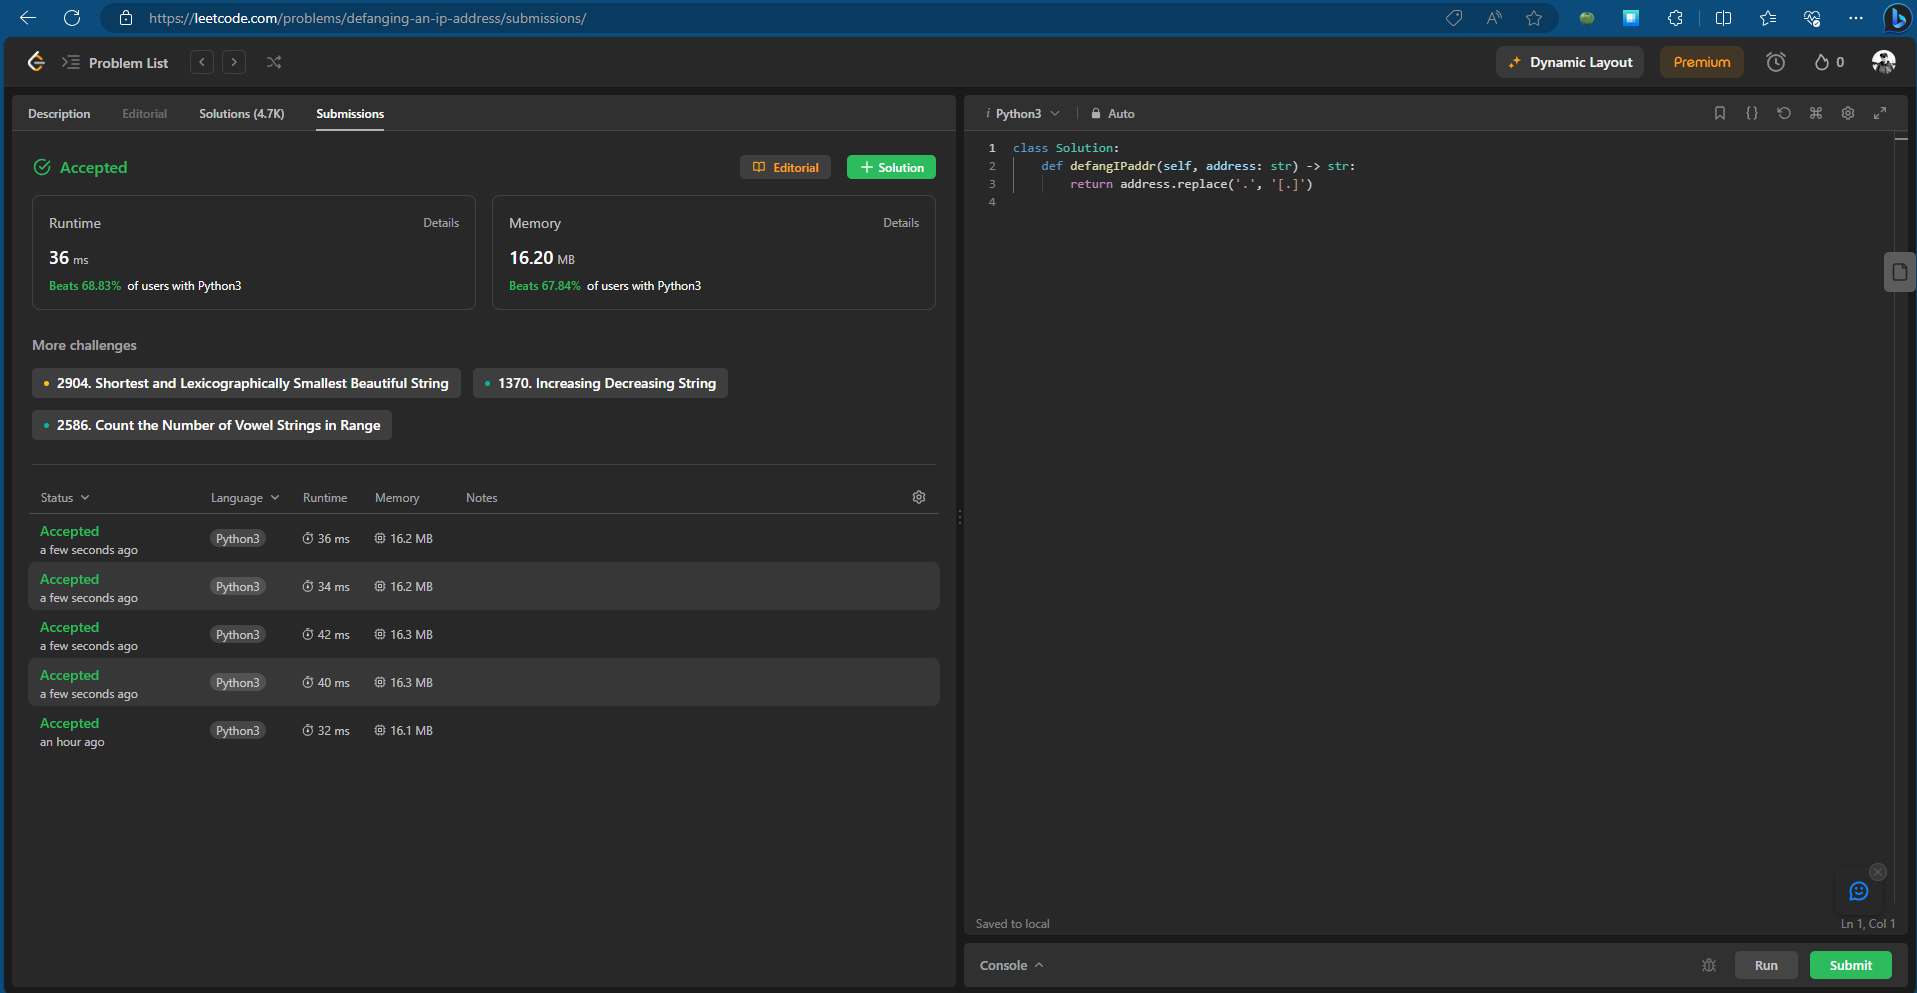 https://leetcode.com/problems/defanging-an-ip-address/submissions/
Problem List
Dynamic Layout
Premium
0
Description
Editorial
Solutions (4.7K)
Submissions
Accepted
Editorial
Solution
Runtime
Details
36 ms
Beats 68.83% of users with Python3
Memory
Details
16.20 MB
Beats 67.84% of users with Python3
More challenges
2904. Shortest and Lexicographically Smallest Beautiful String
1370. Increasing Decreasing String
2586. Count the Number of Vowel Strings in Range
Status Language Runtime Memory Notes
Accepted
a few seconds ago
Python3 36 ms 16.2 MB
Accepted
a few seconds ago
Python3 34 ms 16.2 MB
Accepted
a few seconds ago
Python3 42 ms 16.3 MB
Accepted
a few seconds ago
Python3 40 ms 16.3 MB
Accepted
an hour ago
Python3 32 ms 16.1 MB
i Python3
Auto
1 class Solution:
2     def defangIPaddr(self, address: str) -> str:
3         return address.replace('.', '[.]')
4
Saved to local
Ln 1, Col 1
Console
Run
Submit